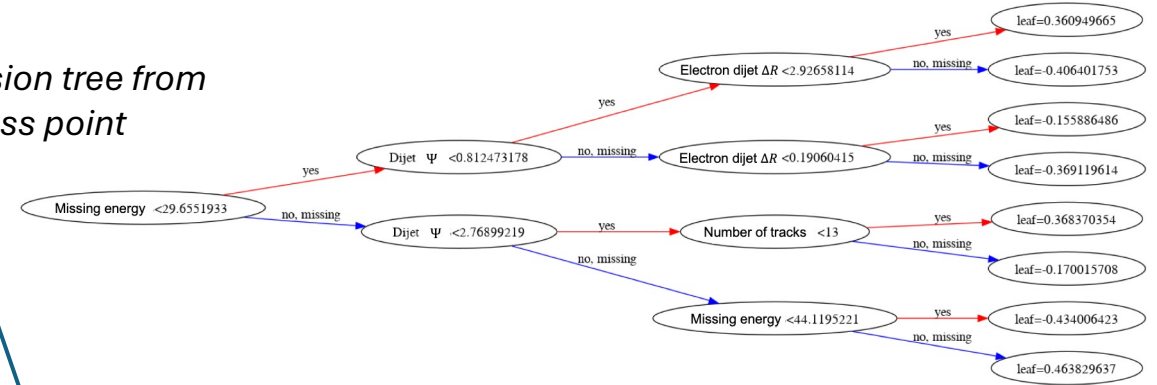 sion tree from
ss point
Missing energy <29.6551933
yes
no, missing
Dijet Ψ <0.812473178
yes
no, missing
Dijet Ψ <2.76899219
yes
no, missing
Electron dijet ΔR <2.92658114
yes
no, missing
Electron dijet ΔR <0.19060415
yes
no, missing
Number of tracks <13
yes
no, missing
Missing energy <44.1195221
yes
no, missing
leaf=0.360949665
leaf=-0.406401753
leaf=-0.155886486
leaf=-0.369119614
leaf=0.368370354
leaf=-0.170015708
leaf=-0.434006423
leaf=0.463829637